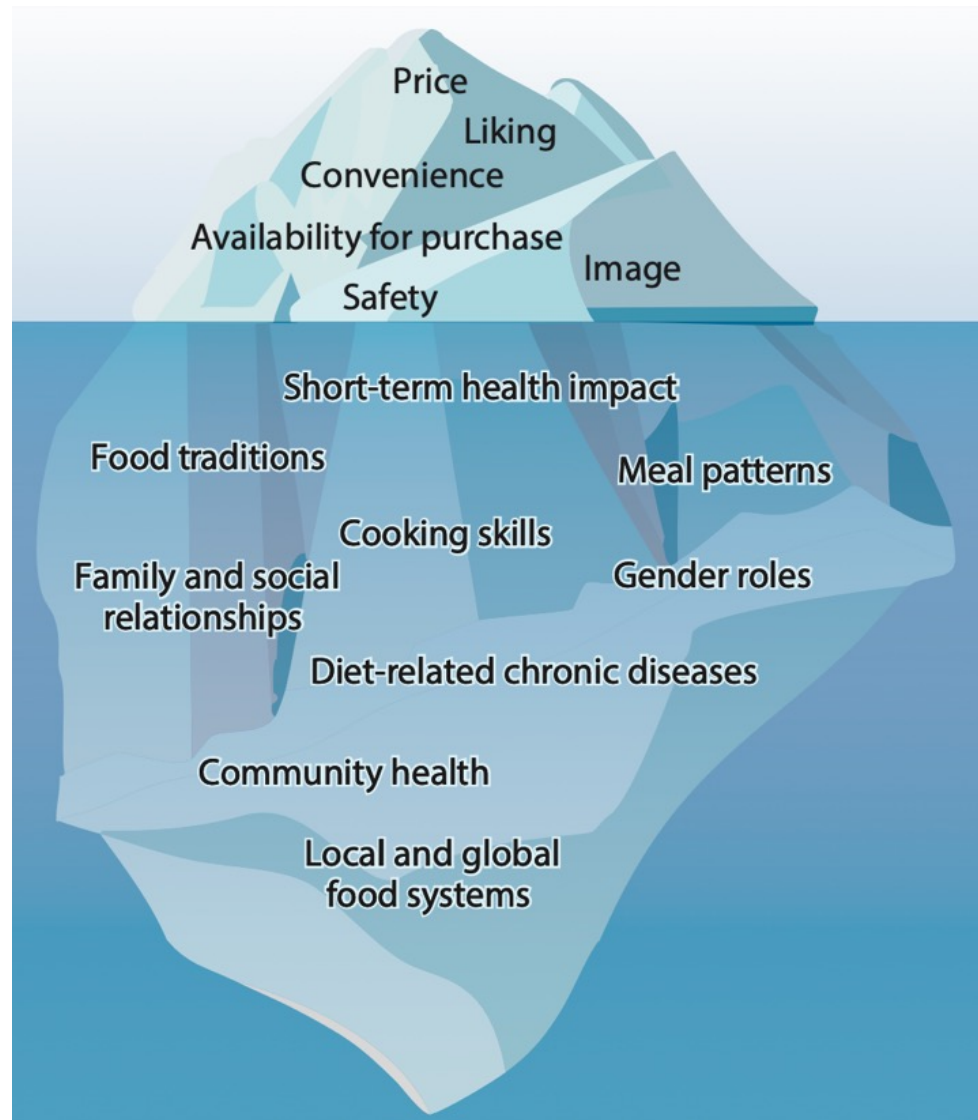 Price
Liking
Convenience
Availability for purchase
Image
Safety
Short-term health impact
Food traditions
Meal patterns
Cooking skills
Family and social
relationships
Gender roles
Diet-related chronic diseases
Community health
Local and global
food systems